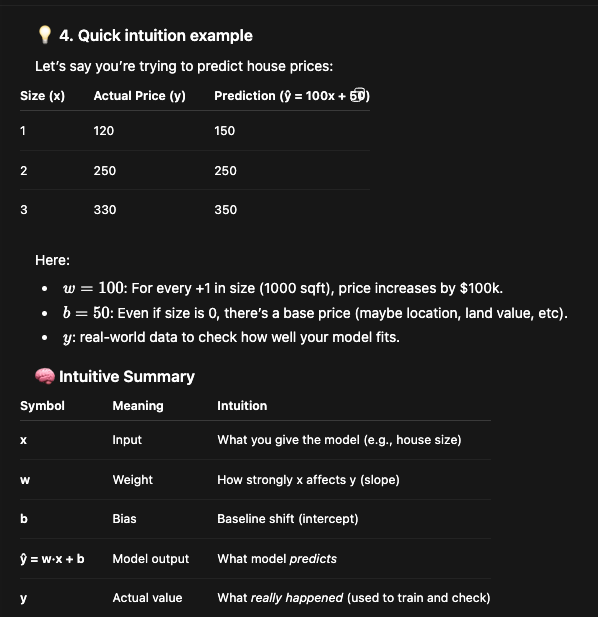 💡 4. Quick intuition example
Let's say you're trying to predict house prices:
Size (x) Actual Price (y) Prediction (ŷ = 100x + 50)
1 120 150
2 250 250
3 330 350
Here:
• w = 100: For every +1 in size (1000 sqft), price increases by $100k.
• b = 50: Even if size is 0, there's a base price (maybe location, land value, etc).
• y: real-world data to check how well your model fits.
🧠 Intuitive Summary
Symbol Meaning Intuition
x Input What you give the model (e.g., house size)
w Weight How strongly x affects y (slope)
b Bias Baseline shift (intercept)
ŷ = w·x + b Model output What model predicts
y Actual value What really happened (used to train and check)